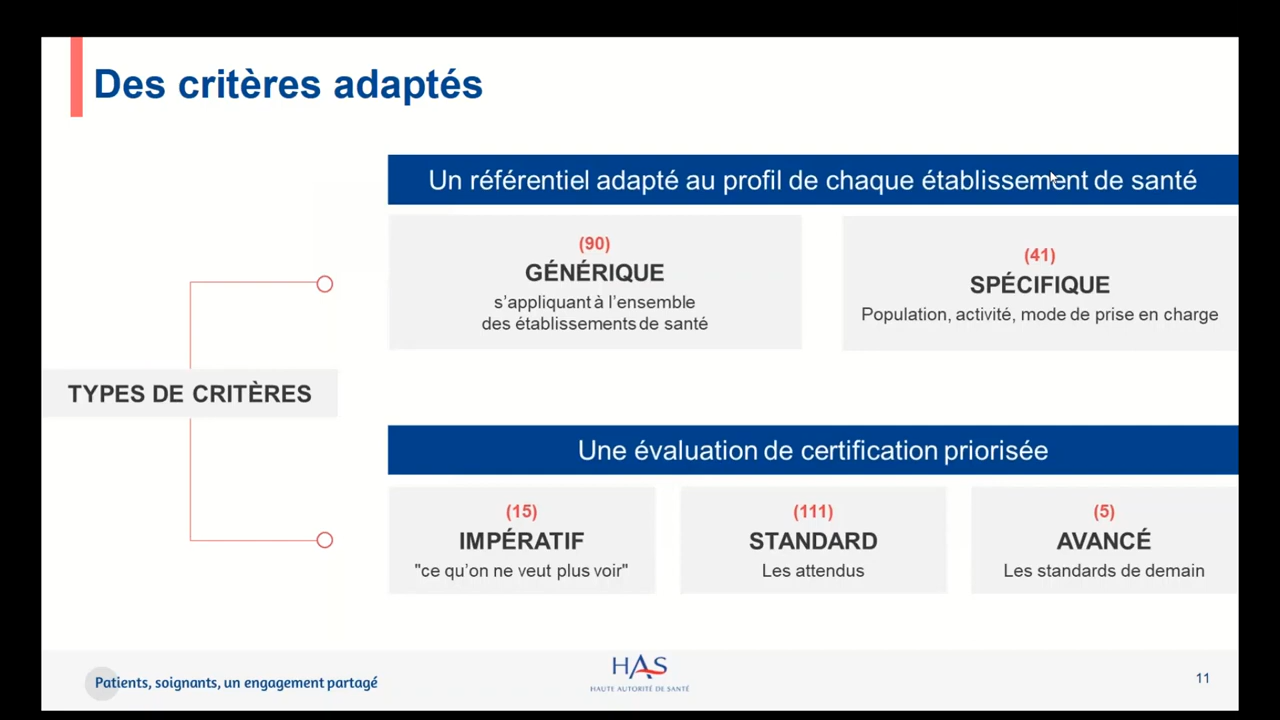 Des critères adaptés
Un référentiel adapté au profil de chaque établissement de santé
(90)
GÉNÉRIQUE
s'appliquant à l'ensemble
des établissements de santé
(41)
SPÉCIFIQUE
Population, activité, mode de prise en charge
TYPES DE CRITÈRES
Une évaluation de certification priorisée
(15)
IMPÉRATIF
"ce qu'on ne veut plus voir"
(111)
STANDARD
Les attendus
(5)
AVANCÉ
Les standards de demain
Patients, soignants, un engagement partagé
HAS
HAUTE AUTORITÉ DE SANTÉ
11